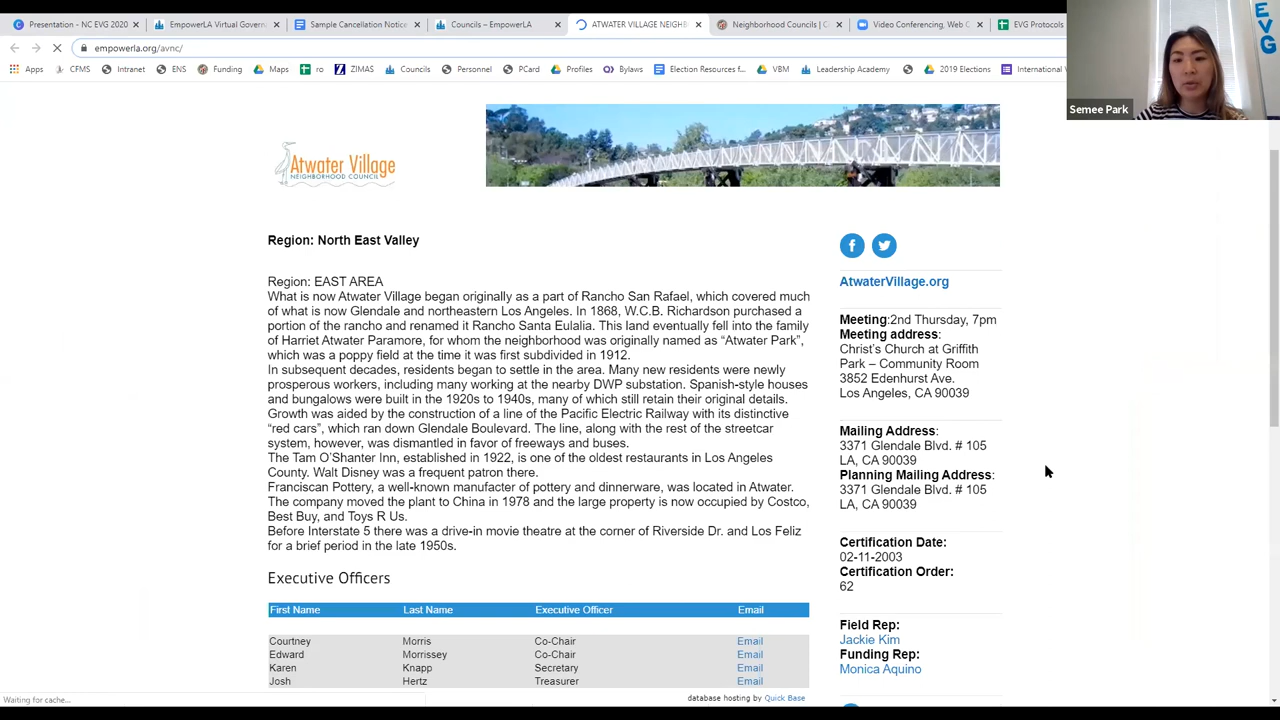 Presentation - NC EVG 2020
EmpowerLA Virtual Govern
Sample Cancellation Notice
Councils – EmpowerLA
ATWATER VILLAGE NEIGHB
Neighborhood Councils | C
Video Conferencing, Web C
EVG Protocols
empowerla.org/avnc/
Apps
CFMS
Intranet
ENS
Funding
Maps
ro
ZIMAS
Councils
Personnel
PCard
Profiles
Bylaws
Election Resources f...
VBM
Leadership Academy
2019 Elections
International V
EVG
Semee Park
Atwater Village
NEIGHBORHOOD COUNCIL
Region: North East Valley
Region: EAST AREA
What is now Atwater Village began originally as a part of Rancho San Rafael, which covered much
of what is now Glendale and northeastern Los Angeles. In 1868, W.C.B. Richardson purchased a
portion of the rancho and renamed it Rancho Santa Eulalia. This land eventually fell into the family
of Harriet Atwater Paramore, for whom the neighborhood was originally named as “Atwater Park”,
which was a poppy field at the time it was first subdivided in 1912.
In subsequent decades, residents began to settle in the area. Many new residents were newly
prosperous workers, including many working at the nearby DWP substation. Spanish-style houses
and bungalows were built in the 1920s to 1940s, many of which still retain their original details.
Growth was aided by the construction of a line of the Pacific Electric Railway with its distinctive
“red cars”, which ran down Glendale Boulevard. The line, along with the rest of the streetcar
system, however, was dismantled in favor of freeways and buses.
The Tam O’Shanter Inn, established in 1922, is one of the oldest restaurants in Los Angeles
County. Walt Disney was a frequent patron there.
Franciscan Pottery, a well-known manufacter of pottery and dinnerware, was located in Atwater.
The company moved the plant to China in 1978 and the large property is now occupied by Costco,
Best Buy, and Toys R Us.
Before Interstate 5 there was a drive-in movie theatre at the corner of Riverside Dr. and Los Feliz
for a brief period in the late 1950s.
Executive Officers
First Name Last Name Executive Officer Email
Courtney Morris Co-Chair Email
Edward Morrissey Co-Chair Email
Karen Knapp Secretary Email
Josh Hertz Treasurer Email
database hosting by Quick Base
AtwaterVillage.org
Meeting:2nd Thursday, 7pm
Meeting address:
Christ’s Church at Griffith
Park – Community Room
3852 Edenhurst Ave.
Los Angeles, CA 90039
Mailing Address:
3371 Glendale Blvd. # 105
LA, CA 90039
Planning Mailing Address:
3371 Glendale Blvd. # 105
LA, CA 90039
Certification Date:
02-11-2003
Certification Order:
62
Field Rep:
Jackie Kim
Funding Rep:
Monica Aquino
Waiting for cache...